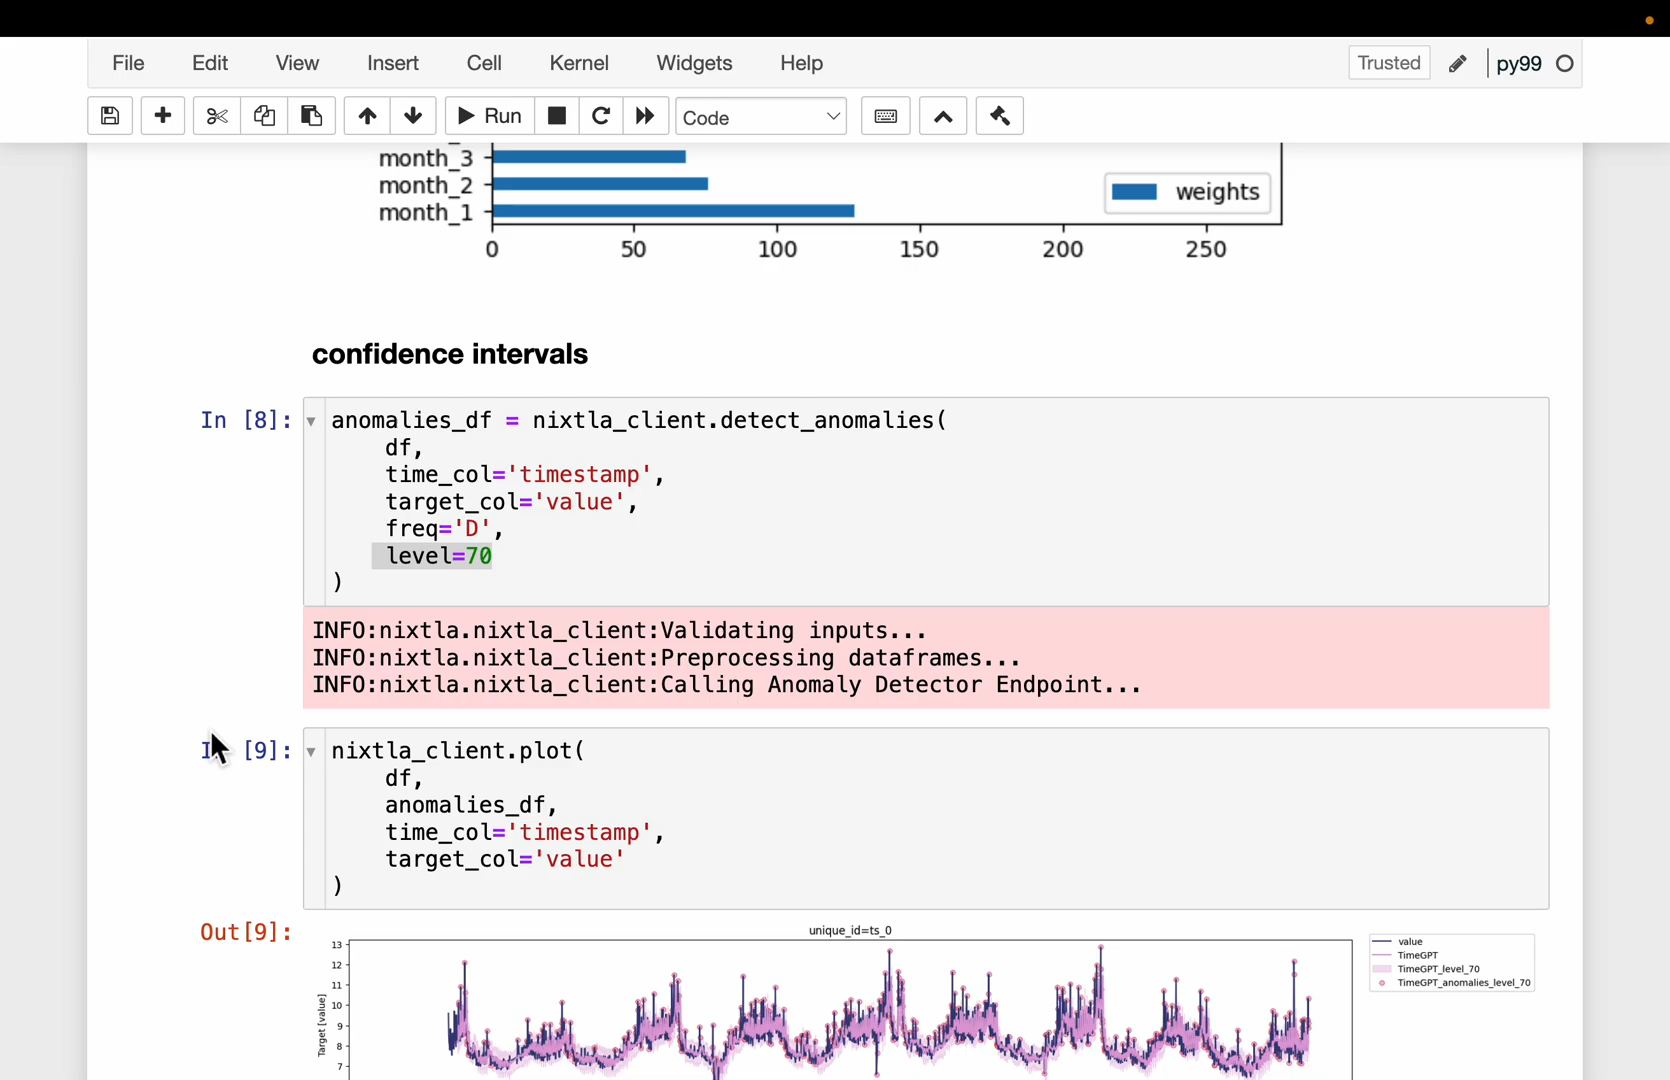 File Edit View Insert Cell Kernel Widgets Help Trusted py99
Run Code
month_3
month_2
month_1
weights
0 50 100 150 200 250
confidence intervals
In [8]: anomalies_df = nixtla_client.detect_anomalies(
df,
time_col='timestamp',
target_col='value',
freq='D',
level=70
)
INFO:nixtla.nixtla_client:Validating inputs...
INFO:nixtla.nixtla_client:Preprocessing dataframes...
INFO:nixtla.nixtla_client:Calling Anomaly Detector Endpoint...
[9]: nixtla_client.plot(
df,
anomalies_df,
time_col='timestamp',
target_col='value'
)
Out[9]:
unique_id=ts_0
13
12
11
10
9
8
7
Target [value]
value
TimeGPT
TimeGPT_level_70
TimeGPT_anomalies_level_70